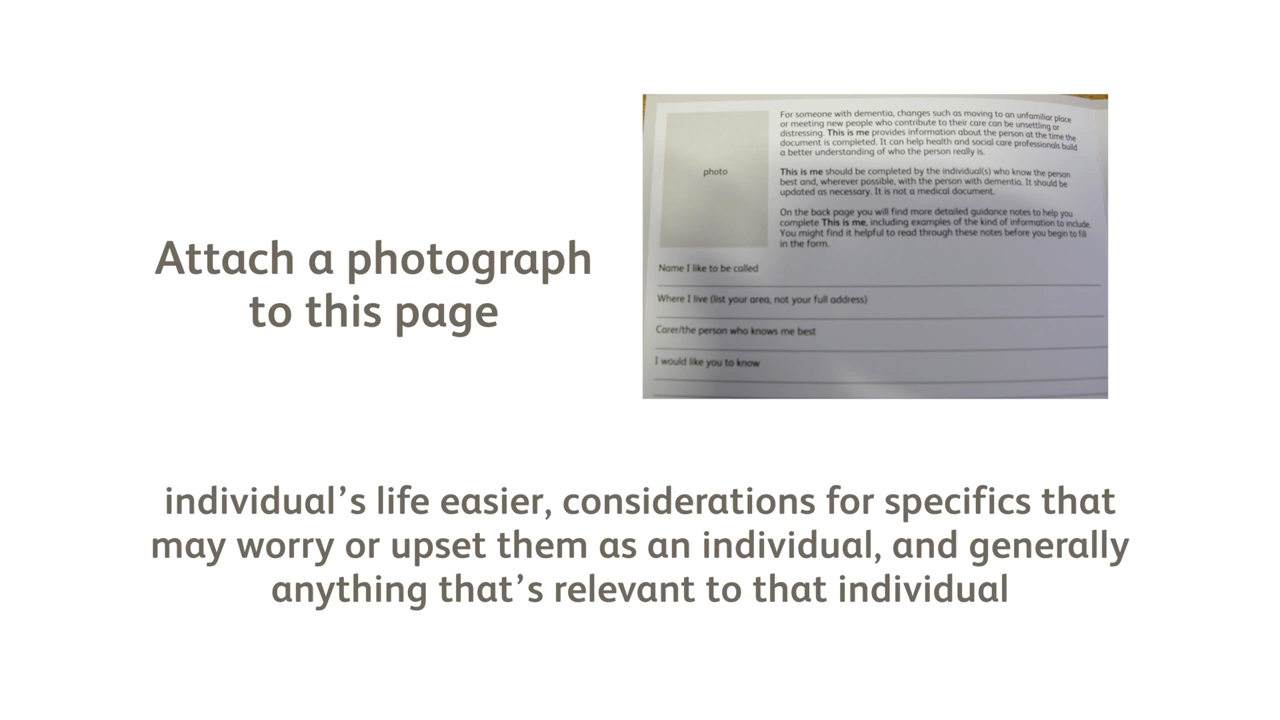 Attach a photograph
to this page
photo
For someone with dementia, changes such as moving to an unfamiliar place
or meeting new people who contribute to their care can be unsettling or
distressing. This is me provides information about the person at the time the
document is completed. It can help health and social care professionals build
a better understanding of who the person really is.
This is me should be completed by the individual(s) who know the person
best and, wherever possible, with the person with dementia. It should be
updated as necessary. It is not a medical document.
On the back page you will find more detailed guidance notes to help you
complete This is me, including examples of the kind of information to include.
You might find it helpful to read through these notes before you begin to fill
in the form.
Name I like to be called
Where I live (list your area, not your full address)
Carer/the person who knows me best
I would like you to know
individual’s life easier, considerations for specifics that
may worry or upset them as an individual, and generally
anything that’s relevant to that individual